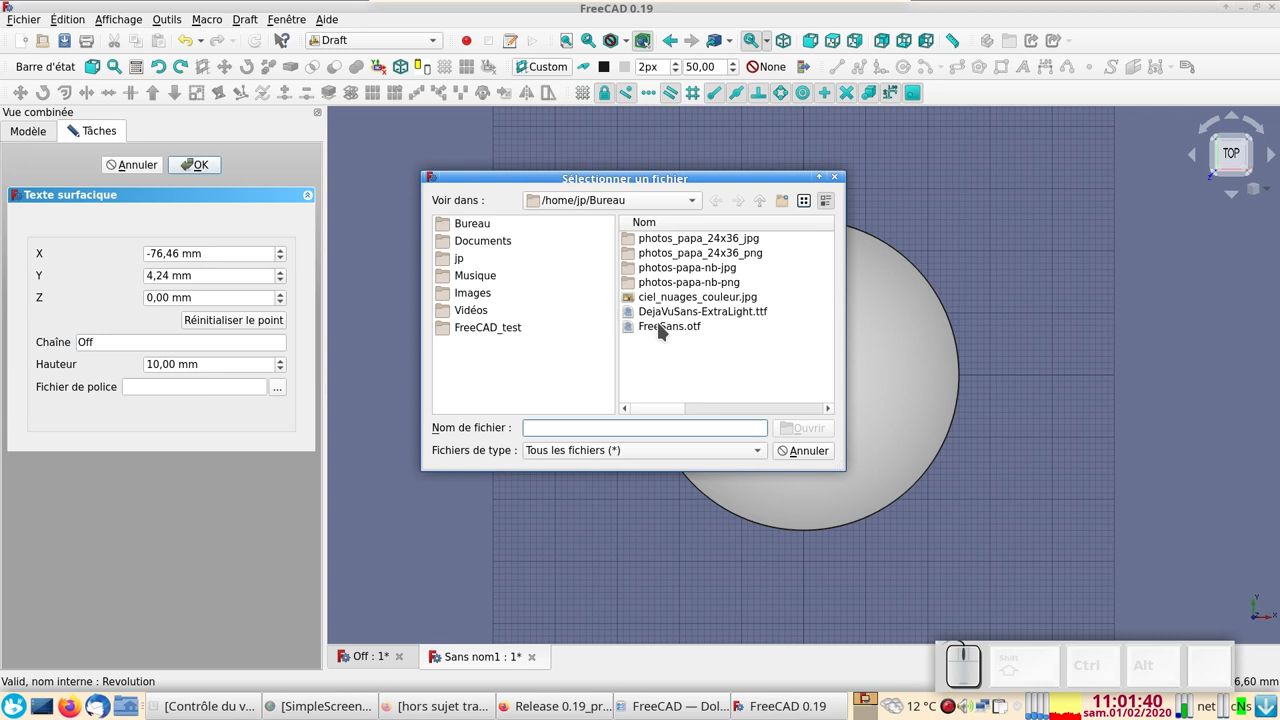 FreeCAD 0.19
Fichier Édition Affichage Outils Macro Draft Fenêtre Aide
Draft
Barre d'état Custom 2px 50,00 None
Vue combinée
Modèle Tâches
Annuler OK
Texte surfacique
X -76,46 mm
Y 4,24 mm
Z 0,00 mm
Réinitialiser le point
Chaîne Off
Hauteur 10,00 mm
Fichier de police ...
Sélectionner un fichier
Voir dans : /home/jp/Bureau
Bureau
Documents
jp
Musique
Images
Vidéos
FreeCAD_test
Nom
photos_papa_24x36_jpg
photos_papa_24x36_png
photos-papa-nb-jpg
photos-papa-nb-png
ciel_nuages_couleur.jpg
DejaVuSans-ExtraLight.ttf
FreeSans.otf
Nom de fichier : Ouvrir
Fichiers de type : Tous les fichiers (*) Annuler
TOP
Y
X
Z
Off : 1* Sans nom1 : 1*
Shift Ctrl Alt
Valid, nom interne : Revolution
6,60 mm
[Contrôle du v [SImpleScreen... [hors sujet tra... Release 0.19_pr... FreeCAD — Dol... FreeCAD 0.19
12 °C
11:01:40
sam.01/02/2020
net cNs